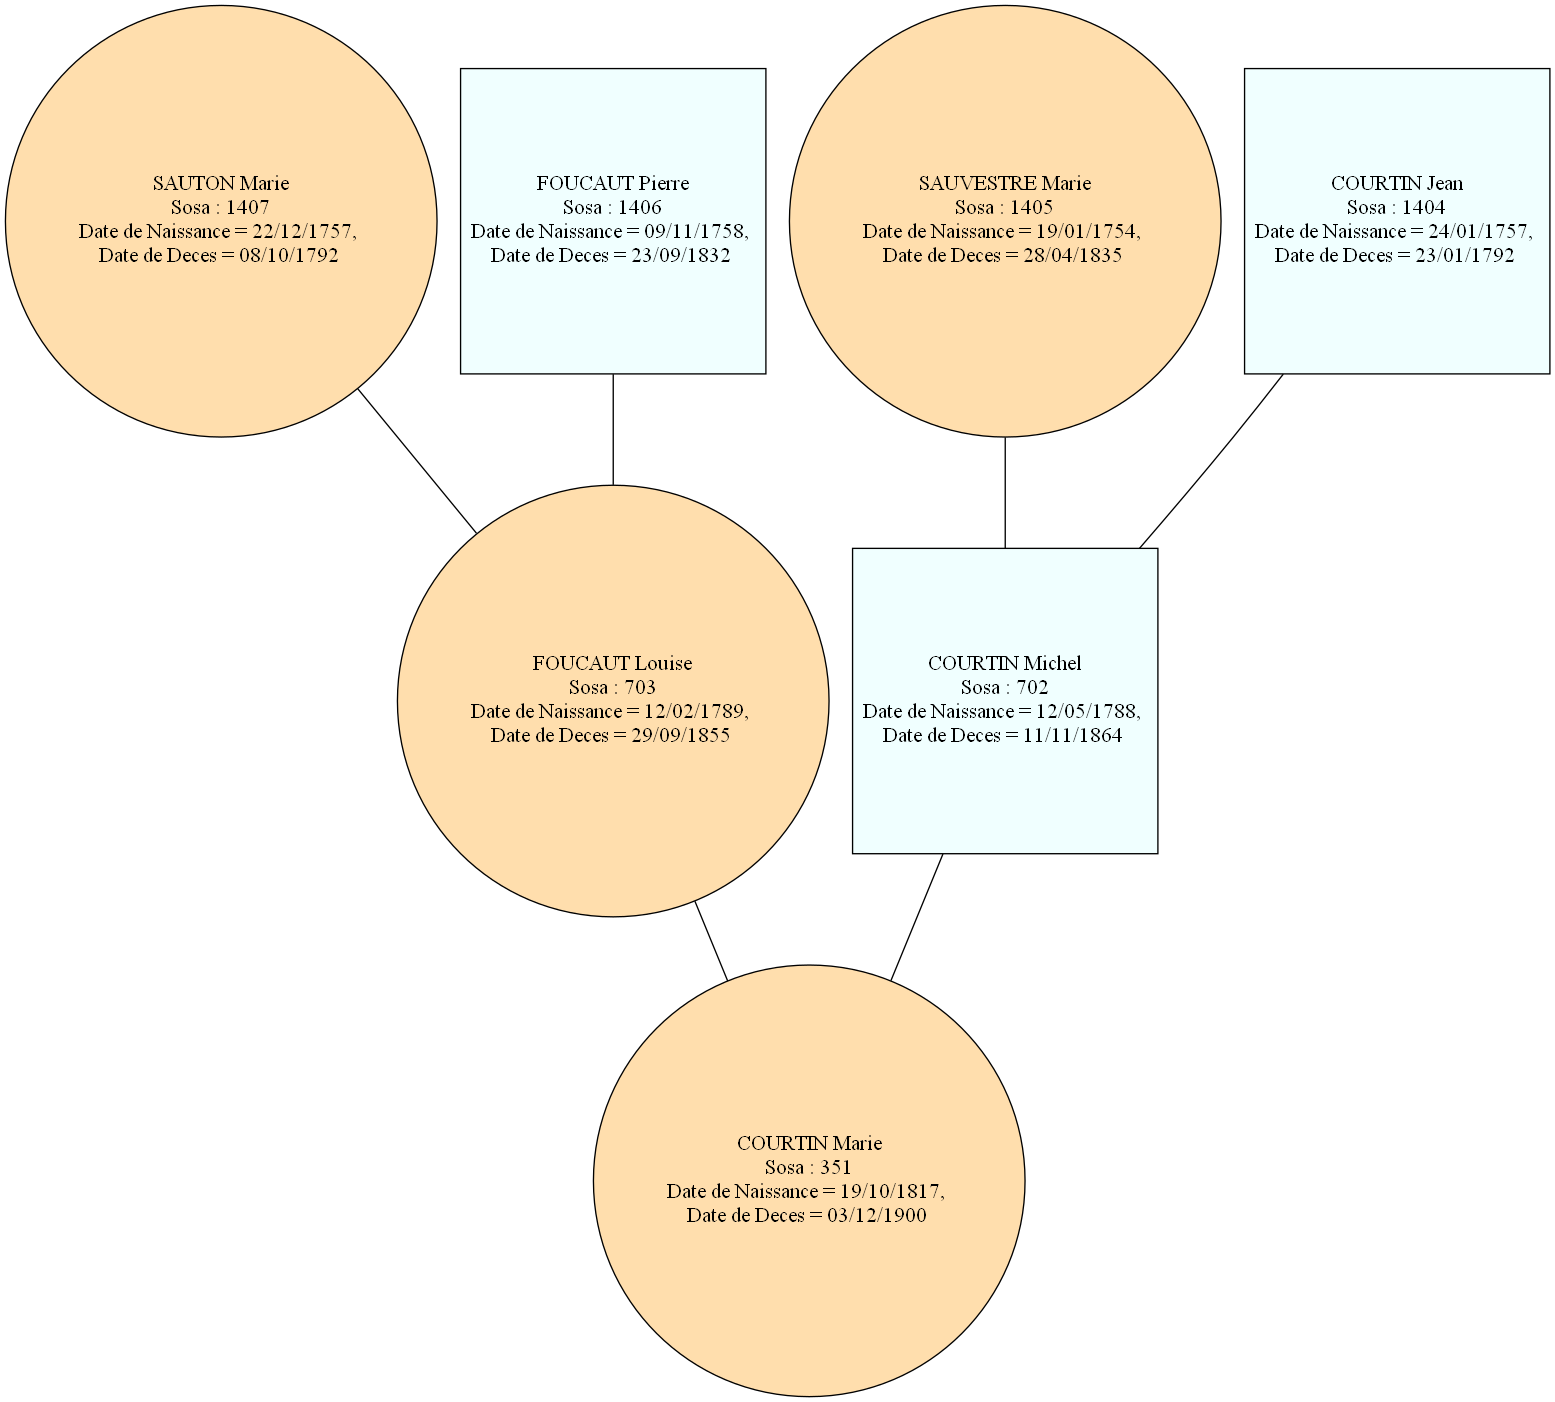 SAUTON Marie
Sosa : 1407
Date de Naissance = 22/12/1757,
Date de Deces = 08/10/1792
FOUCAUT Pierre
Sosa : 1406
Date de Naissance = 09/11/1758,
Date de Deces = 23/09/1832
SAUVESTRE Marie
Sosa : 1405
Date de Naissance = 19/01/1754,
Date de Deces = 28/04/1835
COURTIN Jean
Sosa : 1404
Date de Naissance = 24/01/1757,
Date de Deces = 23/01/1792
FOUCAUT Louise
Sosa : 703
Date de Naissance = 12/02/1789,
Date de Deces = 29/09/1855
COURTIN Michel
Sosa : 702
Date de Naissance = 12/05/1788,
Date de Deces = 11/11/1864
COURTIN Marie
Sosa : 351
Date de Naissance = 19/10/1817,
Date de Deces = 03/12/1900